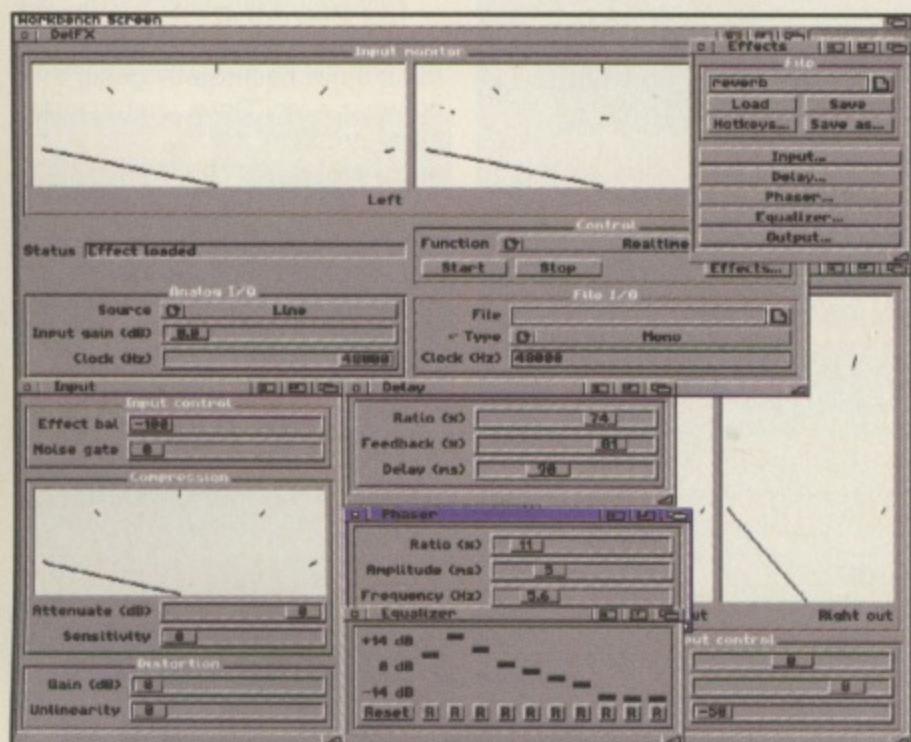 Workbench Screen
DelFX
Input monitor
Left
Status Effect loaded
Control
Function Realtime
Start Stop Effects...
Analog I/O
Source Line
Input gain (dB) 0.0
Clock (Hz) 48000
File I/O
File
Type Mono
Clock (Hz) 48000
Effects
File
reverb
Load Save
Hotkeys... Save as...
Input...
Delay...
Phaser...
Equalizer...
Output...
Input
Input control
Effect bal -100
Noise gate 0
Compression
Attenuate (dB) 0
Sensitivity 0
Distortion
Gain (dB) 0
Unlinearity 0
Delay
Ratio (%) 74
Feedback (%) 81
Delay (ms)
Phaser
Ratio (%) 11
Amplitude (ms) 5
Frequency (Hz) 5.6
Equalizer
+14 dB
0 dB
-14 dB
Reset R R R R R R R R R R
ut Right out
put control
0
0
-50